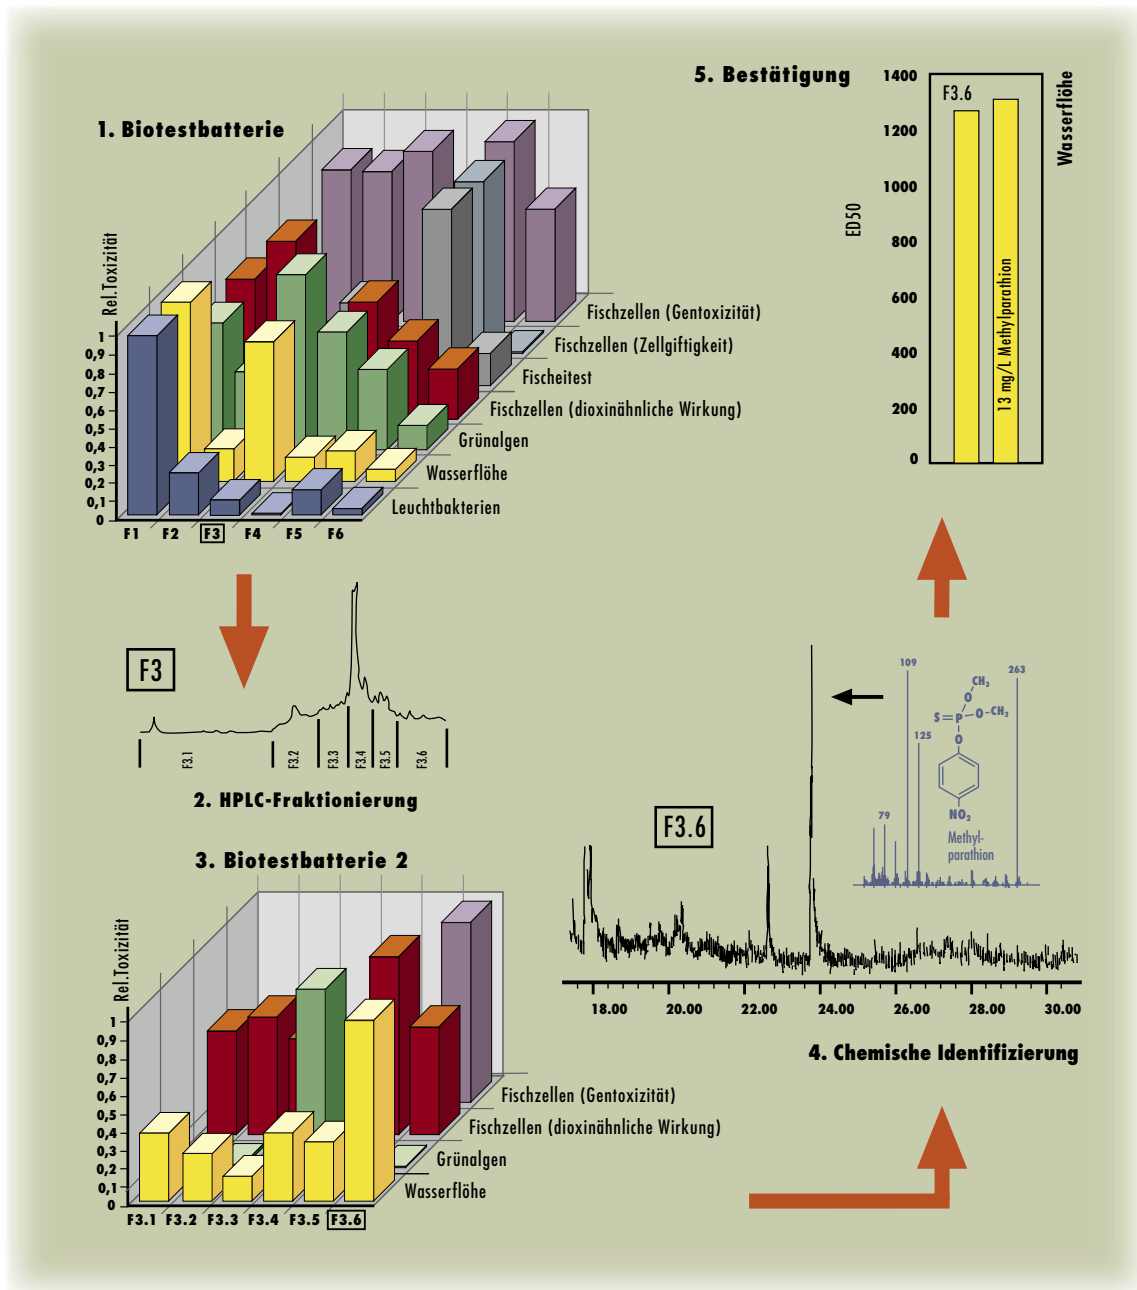 1. Biotestbatterie
Rel.Toxizität
1
0,9
0,8
0,7
0,6
0,5
0,4
0,3
0,2
0,1
0
F1 F2 F3 F4 F5 F6
Fischzellen (Gentoxizität)
Fischzellen (Zellgiftigkeit)
Fischeitest
Fischzellen (dioxinähnliche Wirkung)
Grünalgen
Wasserflöhe
Leuchtbakterien
F3
F3.1 F3.2 F3.3 F3.4 F3.5 F3.6
2. HPLC-Fraktionierung
3. Biotestbatterie 2
Rel.Toxizität
1
0,9
0,8
0,7
0,6
0,5
0,4
0,3
0,2
0,1
0
F3.1 F3.2 F3.3 F3.4 F3.5 F3.6
Fischzellen (Gentoxizität)
Fischzellen (dioxinähnliche Wirkung)
Grünalgen
Wasserflöhe
F3.6
109
263
125
79
CH3
O
S=P-O-CH3
O
NO2
Methyl-
parathion
18.00 20.00 22.00 24.00 26.00 28.00 30.00
4. Chemische Identifizierung
5. Bestätigung
ED50
1400
1200
1000
800
600
400
200
0
F3.6
13 mg/L Methylparathion
Wasserflöhe